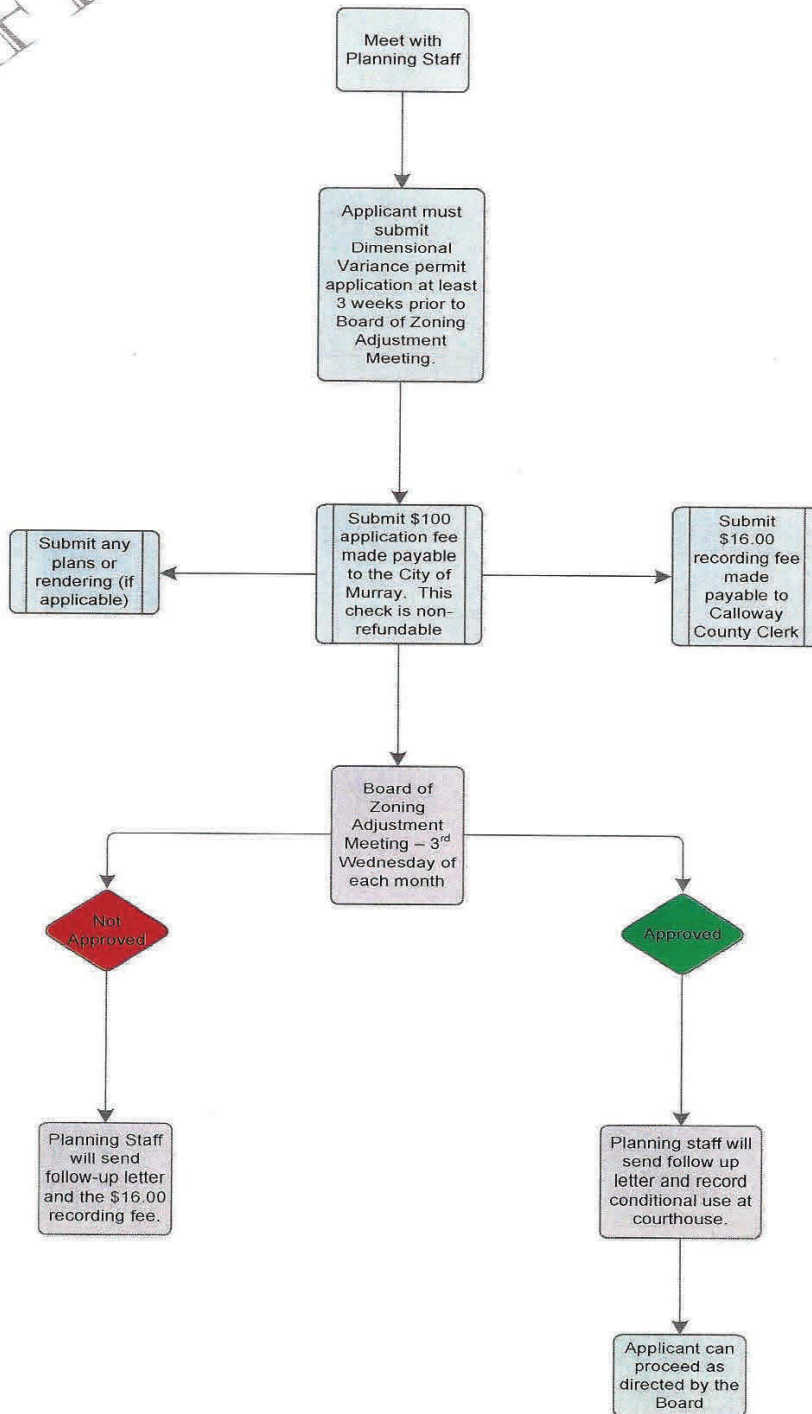 Meet with
Planning Staff
Applicant must
submit
Dimensional
Variance permit
application at least
3 weeks prior to
Board of Zoning
Adjustment
Meeting.
Submit any
plans or
rendering (if
applicable)
Submit $100
application fee
made payable
to the City of
Murray. This
check is non-
refundable
Submit
$16.00
recording fee
made
payable to
Calloway
County Clerk
Board of
Zoning
Adjustment
Meeting – 3rd
Wednesday of
each month
Not
Approved
Approved
Planning Staff
will send
follow-up letter
and the $16.00
recording fee.
Planning staff will
send follow up
letter and record
conditional use at
courthouse.
Applicant can
proceed as
directed by the
Board